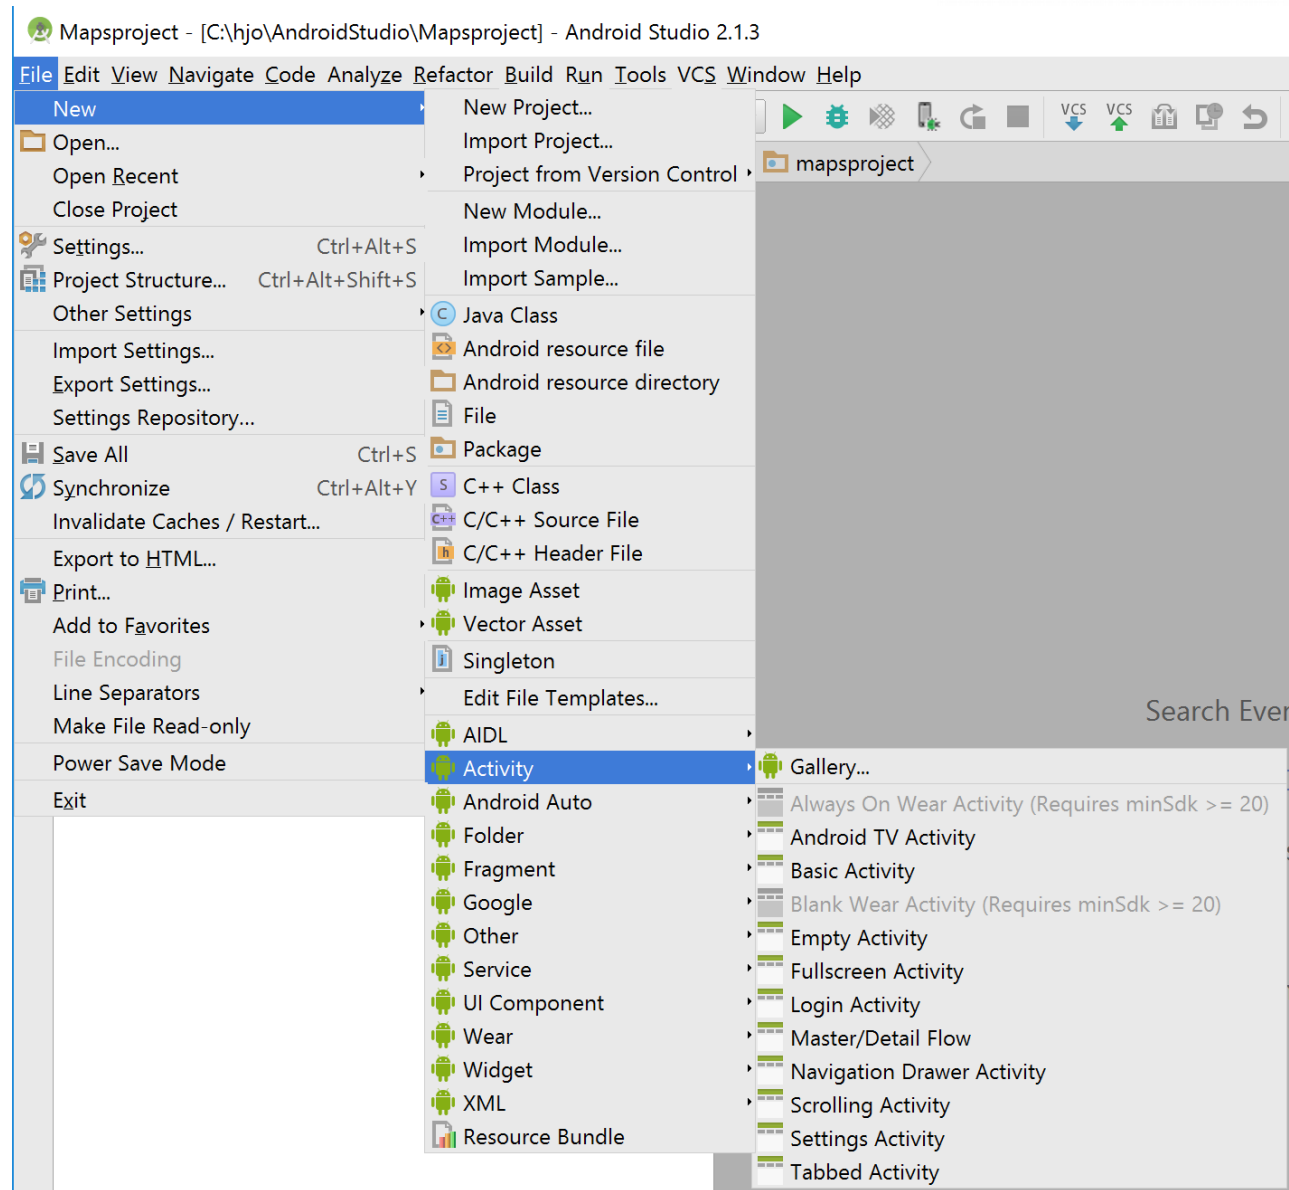 Mapsproject - [C:\hjo\AndroidStudio\Mapsproject] - Android Studio 2.1.3
File Edit View Navigate Code Analyze Refactor Build Run Tools VCS Window Help
New
Open...
Open Recent
Close Project
Settings... Ctrl+Alt+S
Project Structure... Ctrl+Alt+Shift+S
Other Settings
Import Settings...
Export Settings...
Settings Repository...
Save All Ctrl+S
Synchronize Ctrl+Alt+Y
Invalidate Caches / Restart...
Export to HTML...
Print...
Add to Favorites
File Encoding
Line Separators
Make File Read-only
Power Save Mode
Exit
New Project...
Import Project...
Project from Version Control
New Module...
Import Module...
Import Sample...
C Java Class
Android resource file
Android resource directory
File
Package
S C++ Class
C++ C/C++ Source File
h C/C++ Header File
Image Asset
Vector Asset
j Singleton
Edit File Templates...
AIDL
Activity
Android Auto
Folder
Fragment
Google
Other
Service
UI Component
Wear
Widget
XML
Resource Bundle
VCS VCS
mapsproject
Search Ever
Gallery...
Always On Wear Activity (Requires minSdk >= 20)
Android TV Activity
Basic Activity
Blank Wear Activity (Requires minSdk >= 20)
Empty Activity
Fullscreen Activity
Login Activity
Master/Detail Flow
Navigation Drawer Activity
Scrolling Activity
Settings Activity
Tabbed Activity